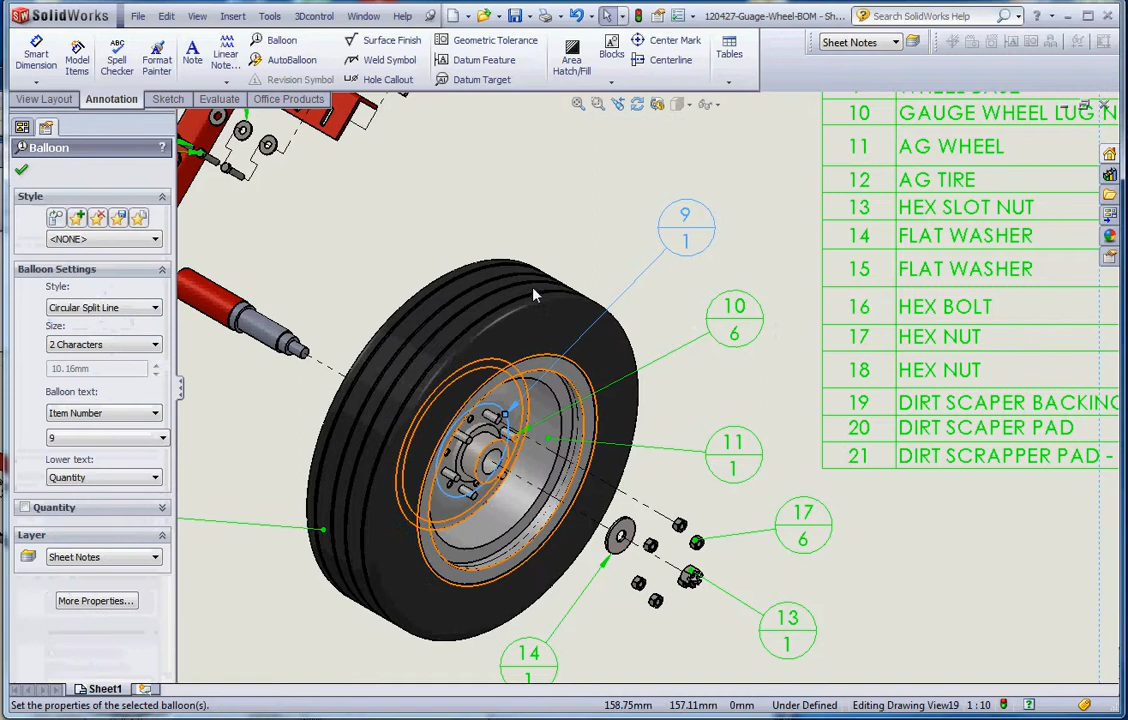 SolidWorks File Edit View Insert Tools 3Dcontrol Window Help 120427-Guage-Wheel-BOM - Sh... Search SolidWorks Help
Smart Dimension
Model Items
Spell Checker
Format Painter
Note
Linear Note...
Balloon
AutoBalloon
Revision Symbol
Surface Finish
Weld Symbol
Hole Callout
Geometric Tolerance
Datum Feature
Datum Target
Area Hatch/Fill
Blocks
Center Mark
Centerline
Tables
Sheet Notes
View Layout Annotation Sketch Evaluate Office Products
Balloon ?
Style
<NONE>
Balloon Settings
Style:
Circular Split Line
Size:
2 Characters
10.16mm
Balloon text:
Item Number
9
Lower text:
Quantity
Quantity
Layer
Sheet Notes
More Properties...
9
1
10
6
11
1
17
6
13
1
14
1
10 GAUGE WHEEL LUG N
11 AG WHEEL
12 AG TIRE
13 HEX SLOT NUT
14 FLAT WASHER
15 FLAT WASHER
16 HEX BOLT
17 HEX NUT
18 HEX NUT
19 DIRT SCAPER BACKING
20 DIRT SCAPER PAD
21 DIRT SCRAPPER PAD -
Sheet1
Set the properties of the selected balloon(s). 158.75mm 157.11mm 0mm Under Defined Editing Drawing View19 1 : 10